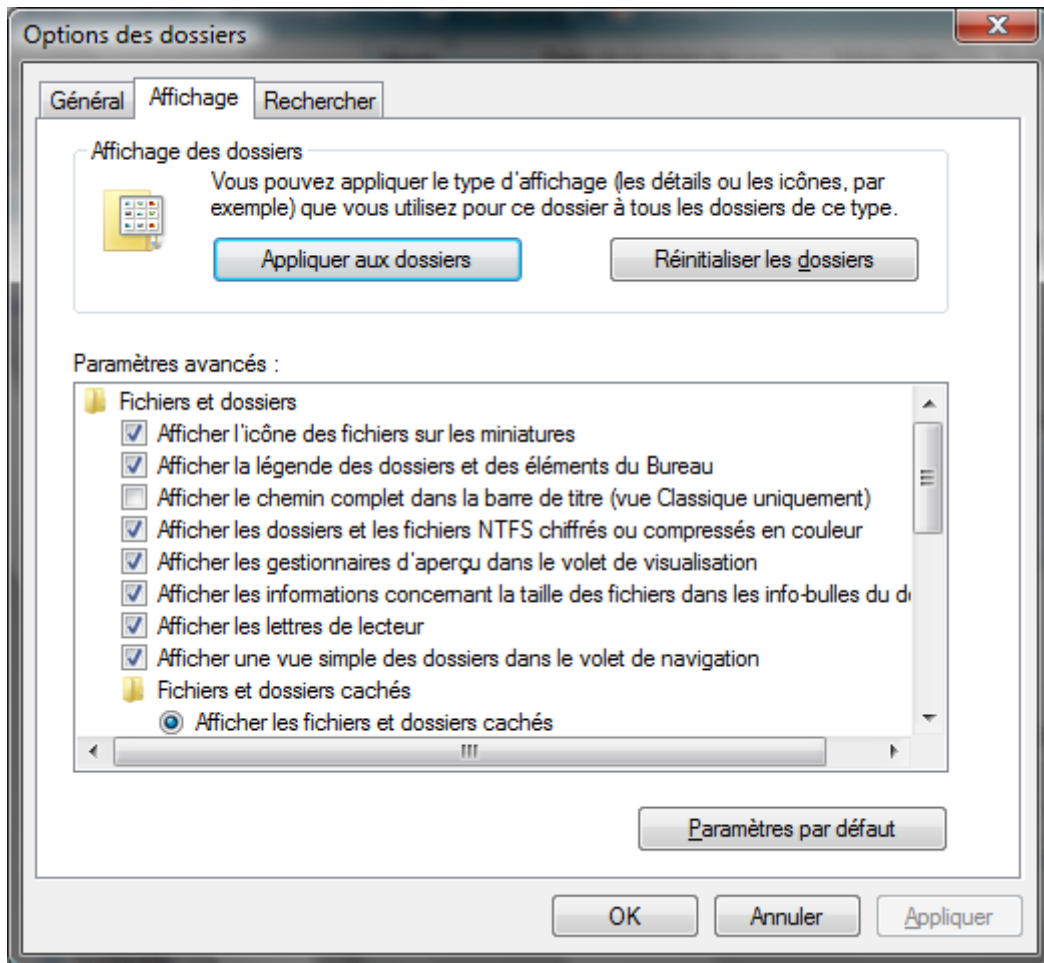 Options des dossiers
Général
Affichage
Rechercher
Affichage des dossiers
Vous pouvez appliquer le type d'affichage (les détails ou les icônes, par
exemple) que vous utilisez pour ce dossier à tous les dossiers de ce type.
Appliquer aux dossiers
Réinitialiser les dossiers
Paramètres avancés :
Fichiers et dossiers
Afficher l'icône des fichiers sur les miniatures
Afficher la légende des dossiers et des éléments du Bureau
Afficher le chemin complet dans la barre de titre (vue Classique uniquement)
Afficher les dossiers et les fichiers NTFS chiffrés ou compressés en couleur
Afficher les gestionnaires d'aperçu dans le volet de visualisation
Afficher les informations concernant la taille des fichiers dans les info-bulles du
Afficher les lettres de lecteur
Afficher une vue simple des dossiers dans le volet de navigation
Fichiers et dossiers cachés
Afficher les fichiers et dossiers cachés
Paramètres par défaut
OK
Annuler
Appliquer